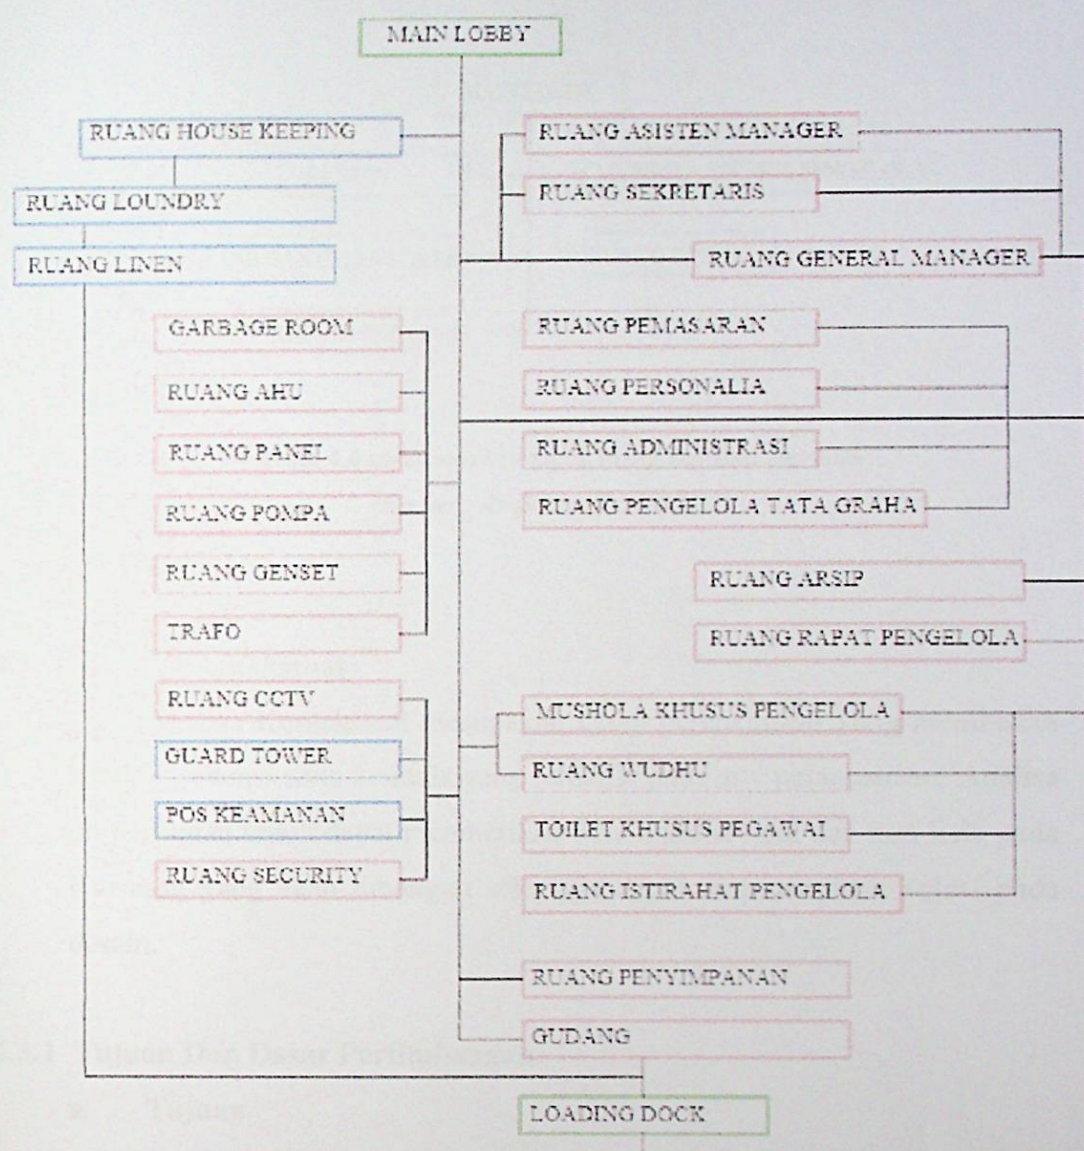 MAIN LOBBY
RUANG HOUSE KEEPING
RUANG LOUNDRY
RUANG LINEN
RUANG ASISTEN MANAGER
RUANG SEKRETARIS
RUANG GENERAL MANAGER
GARBAGE ROOM
RUANG AHU
RUANG PANEL
RUANG POMPA
RUANG GENSET
TRAFO
RUANG PEMASARAN
RUANG PERSONALIA
RUANG ADMINISTRASI
RUANG PENGELOLA TATA GRAHA
RUANG ARSIP
RUANG RAPAT PENGELOLA
RUANG CCTV
GUARD TOWER
POS KEAMANAN
RUANG SECURITY
MUSHOLA KHUSUS PENGELOLA
RUANG WUDHU
TOILET KHUSUS PEGAWAI
RUANG ISTIRAHAT PENGELOLA
RUANG PENYIMPANAN
GUDANG
LOADING DOCK